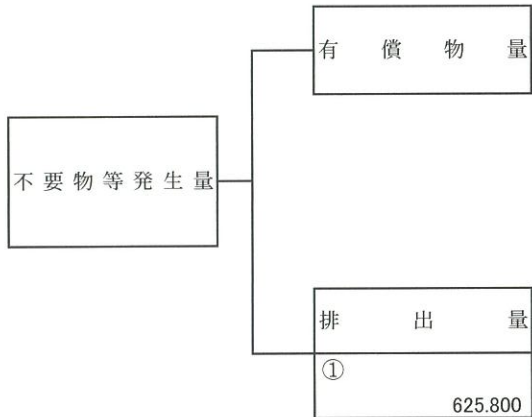 有償物量
不要物等発生量
排出量
①
625.800